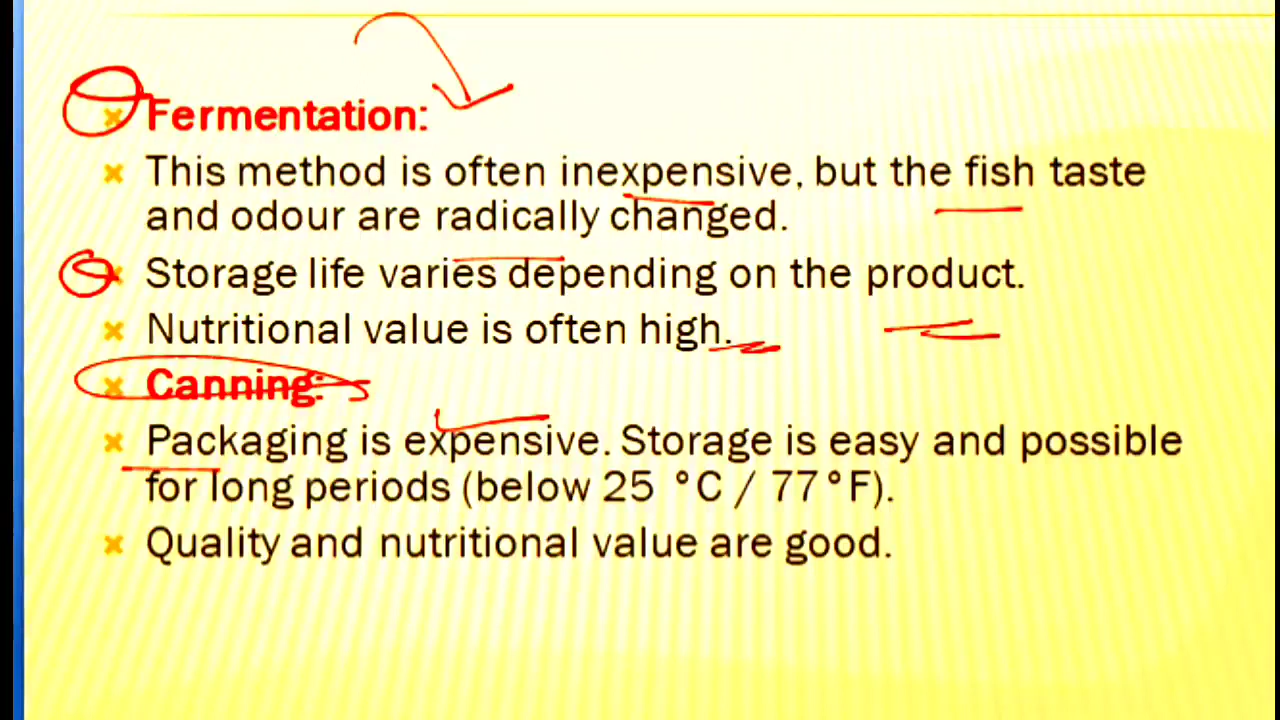 Fermentation:
This method is often inexpensive, but the fish taste
and odour are radically changed.
Storage life varies depending on the product.
Nutritional value is often high.
Canning:
Packaging is expensive. Storage is easy and possible
for long periods (below 25 °C / 77°F).
Quality and nutritional value are good.